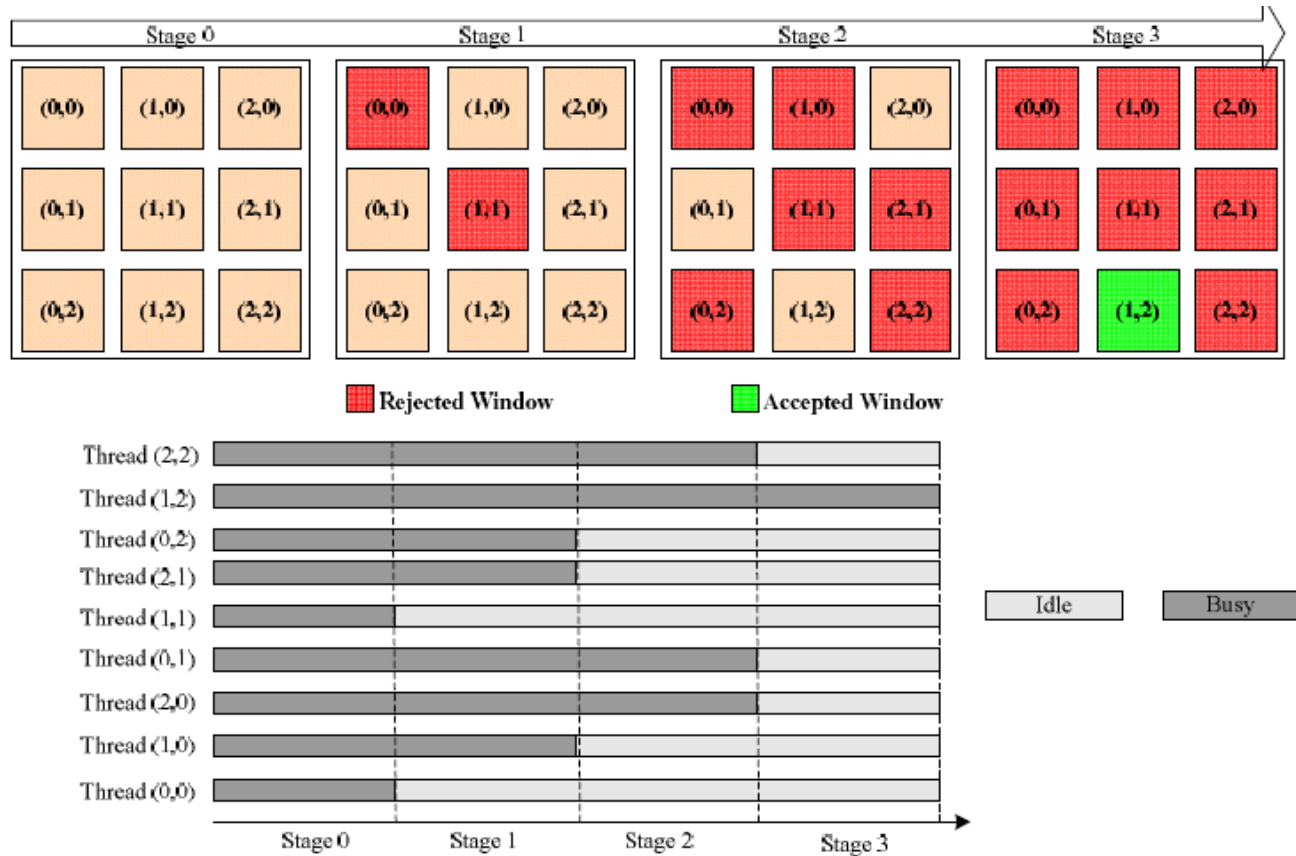 Stage 0 Stage 1 Stage 2 Stage 3
(0,0) (1,0) (2,0) (0,0) (1,0) (2,0) (0,0) (1,0) (2,0) (0,0) (1,0) (2,0)
(0,1) (1,1) (2,1) (0,1) (1,1) (2,1) (0,1) (1,1) (2,1) (0,1) (1,1) (2,1)
(0,2) (1,2) (2,2) (0,2) (1,2) (2,2) (0,2) (1,2) (2,2) (0,2) (1,2) (2,2)
Rejected Window Accepted Window
Thread (2,2)
Thread (1,2)
Thread (0,2)
Thread (2,1)
Thread (1,1)
Idle Busy
Thread (0,1)
Thread (2,0)
Thread (1,0)
Thread (0,0)
Stage 0 Stage 1 Stage 2 Stage 3